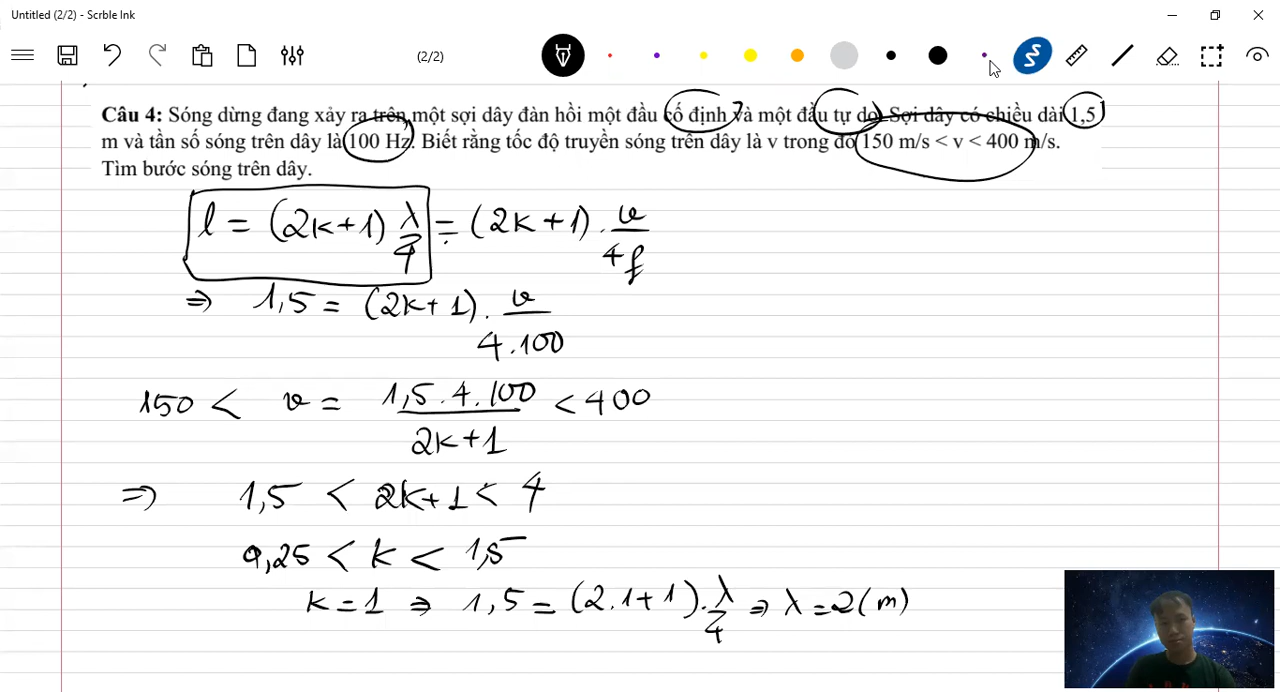 Untitled (2/2) - Scrble Ink
(2/2)
Câu 4: Sóng dừng đang xảy ra trên một sợi dây đàn hồi một đầu cố định và một đầu tự do. Sợi dây có chiều dài 1,5
m và tần số sóng trên dây là 100 Hz. Biết rằng tốc độ truyền sóng trên dây là v trong đó 150 m/s < v < 400 m/s.
Tìm bước sóng trên dây.
l = (2k+1) λ/4 = (2k+1) . v/4f
⇒ 1,5 = (2k+1) . v/4.100
150 < v = 1,5.4.100/2k+1 < 400
⇒ 1,5 < 2k+1 < 4
0,25 < k < 1,5
k = 1 ⇒ 1,5 = (2.1+1) . λ/4 ⇒ λ = 2 (m)